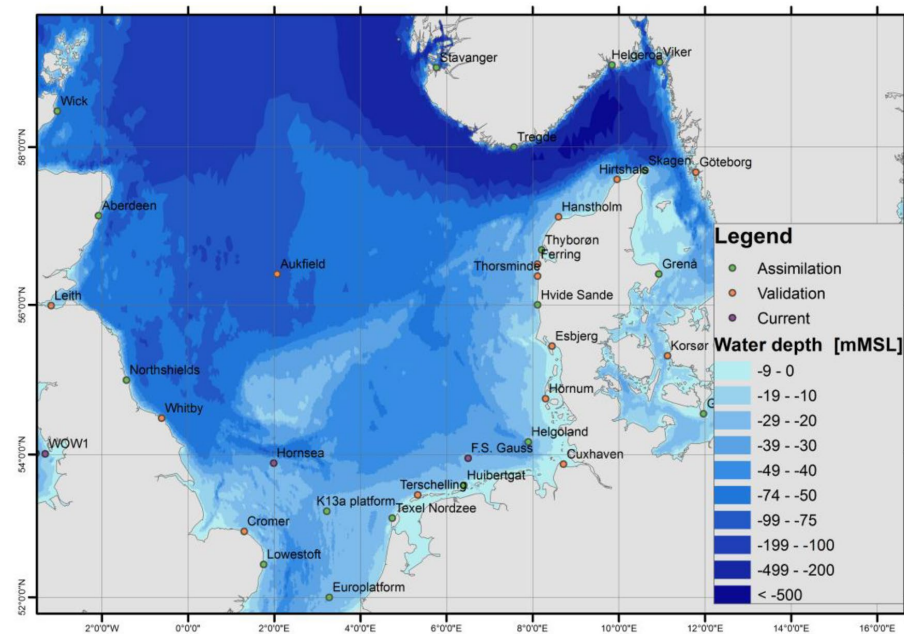 Stavanger
Helgeroa
Viker
Wick
Tregde
58°0'0"N
Skagen
Göteborg
Hirtshals
Aberdeen
Hanstholm
Thyborøn
Ferring
Thorsminde
Aukfield
Grenå
56°0'0"N
Leith
Hvide Sande
Esbjerg
Korsør
Northshields
Hörnum
Whitby
G
Helgoland
54°0'0"N
WOW1
Hornsea
F.S. Gauss
Cuxhaven
Huibertgat
Terschelling
K13a platform
Texel Nordzee
Cromer
Lowestoft
Europlatform
52°0'0"N
2°0'0"W
0°0'0"
2°0'0"E
4°0'0"E
6°0'0"E
8°0'0"E
10°0'0"E
12°0'0"E
14°0'0"E
16°0'0"E
Legend
Assimilation
Validation
Current
Water depth [mMSL]
-9 - 0
-19 - -10
-29 - -20
-39 - -30
-49 - -40
-74 - -50
-99 - -75
-199 - -100
-499 - -200
< -500